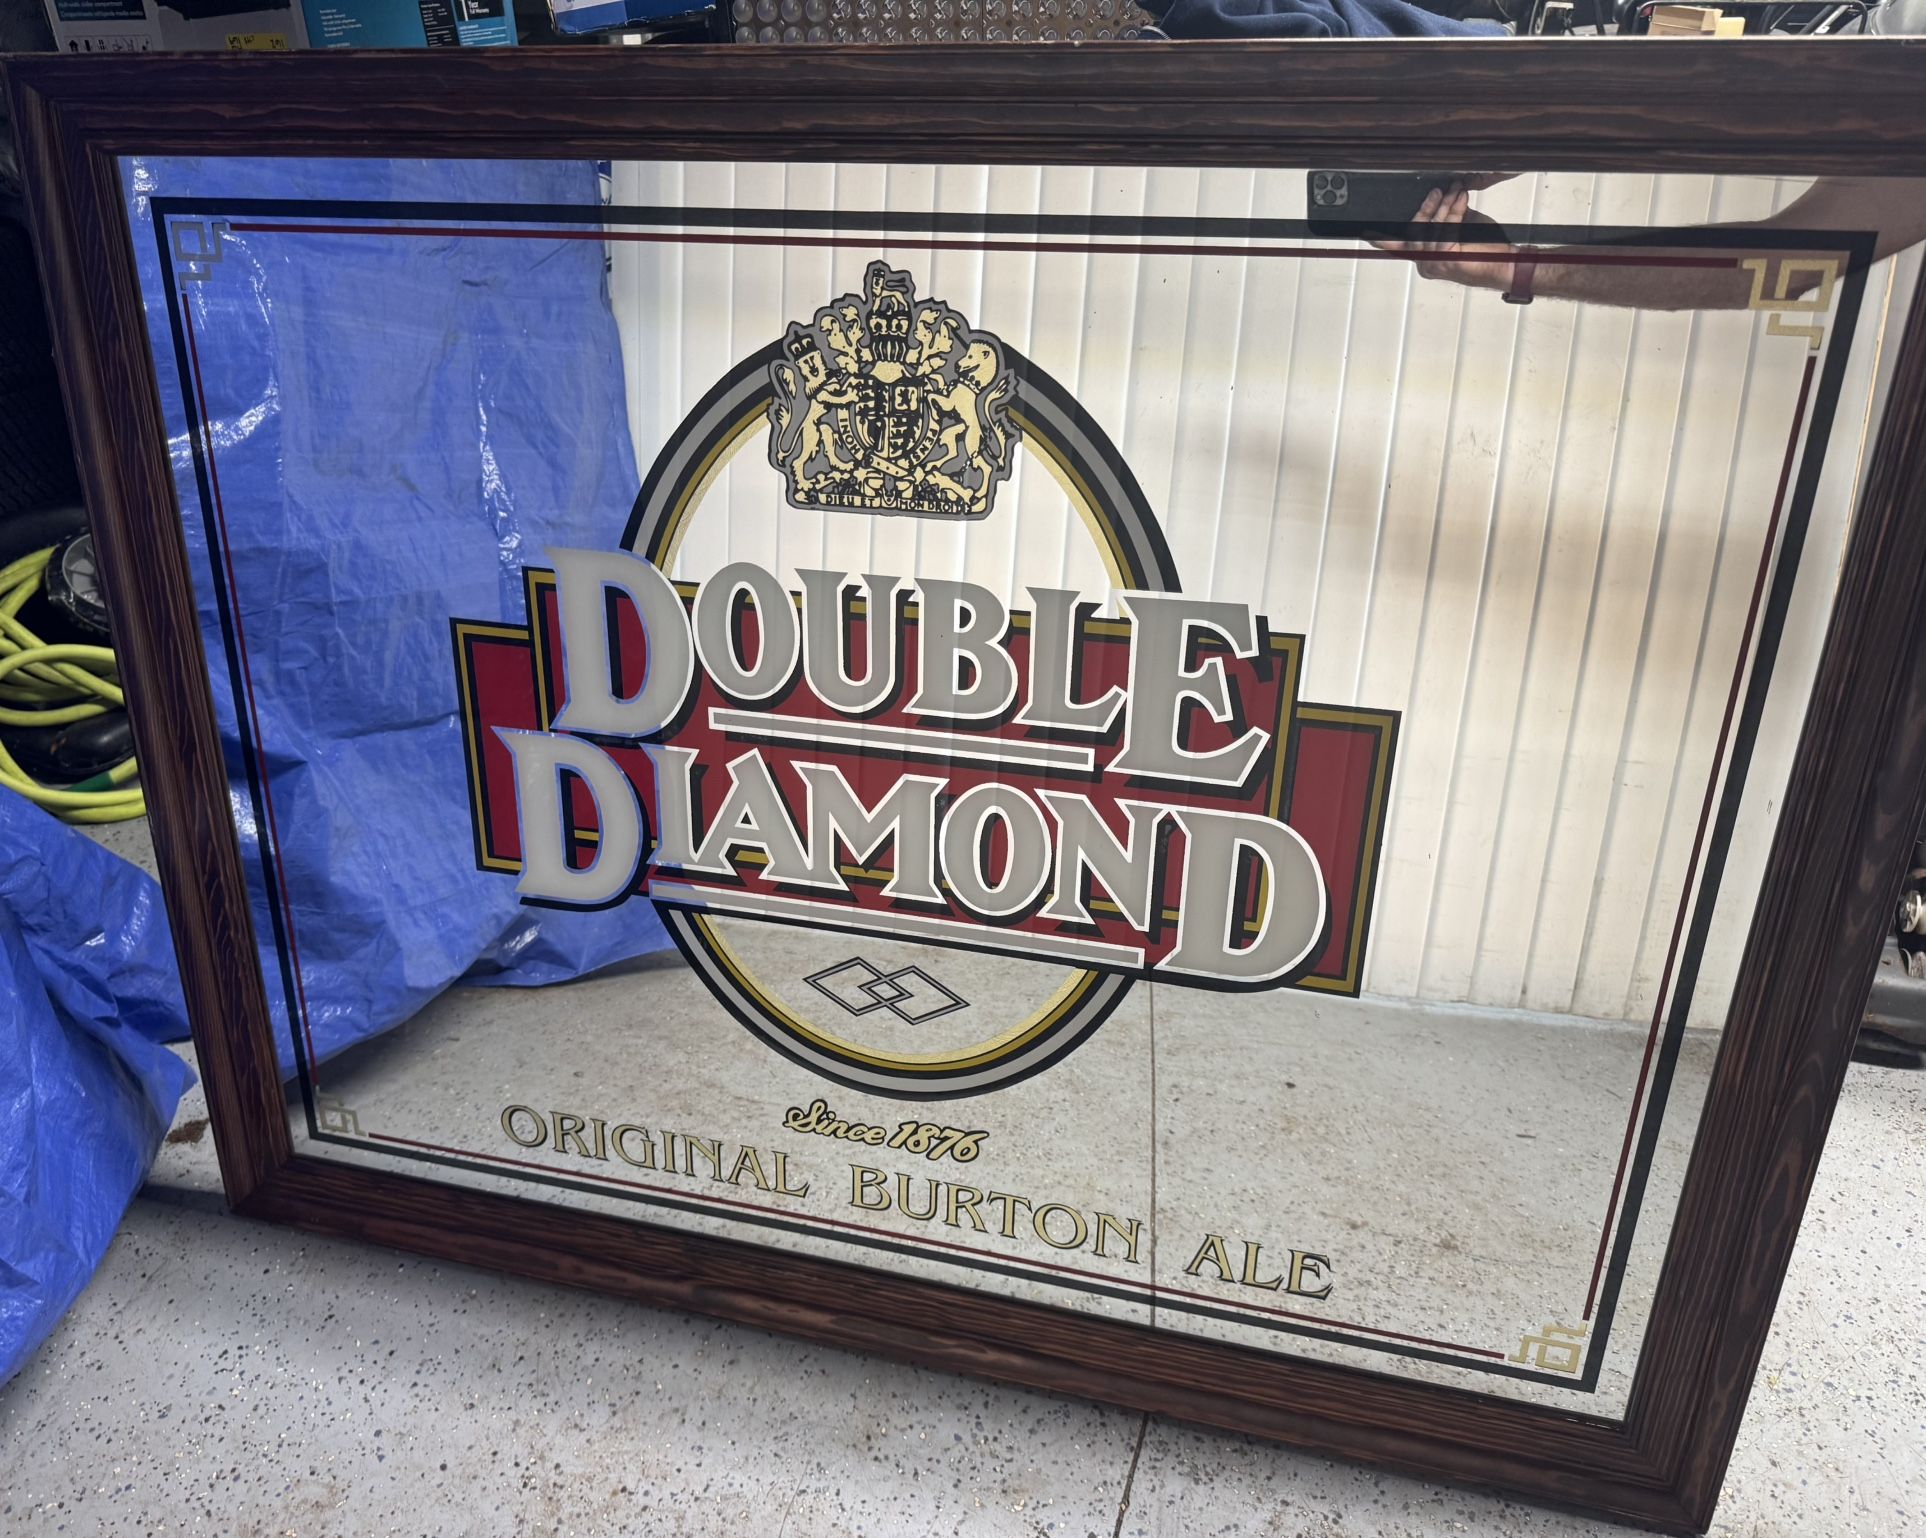 DIEU ET MON DROIT
DOUBLE
DIAMOND
Since 1876
ORIGINAL BURTON ALE